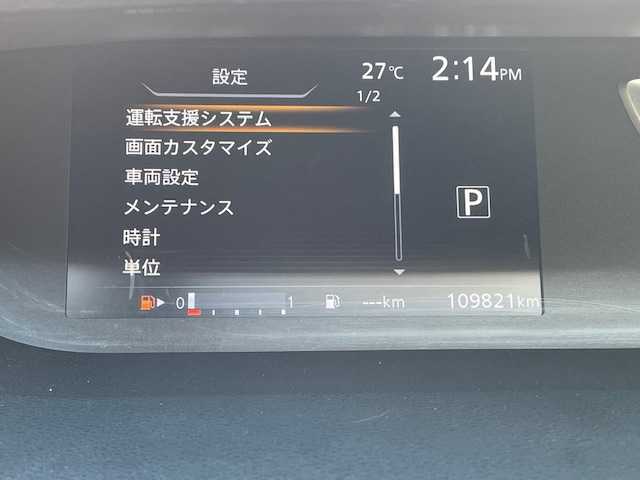 設定 27℃ 2:14PM
1/2
運転支援システム
画面カスタマイズ
車両設定
メンテナンス
P
時計
単位
0 1 ---km 109821km